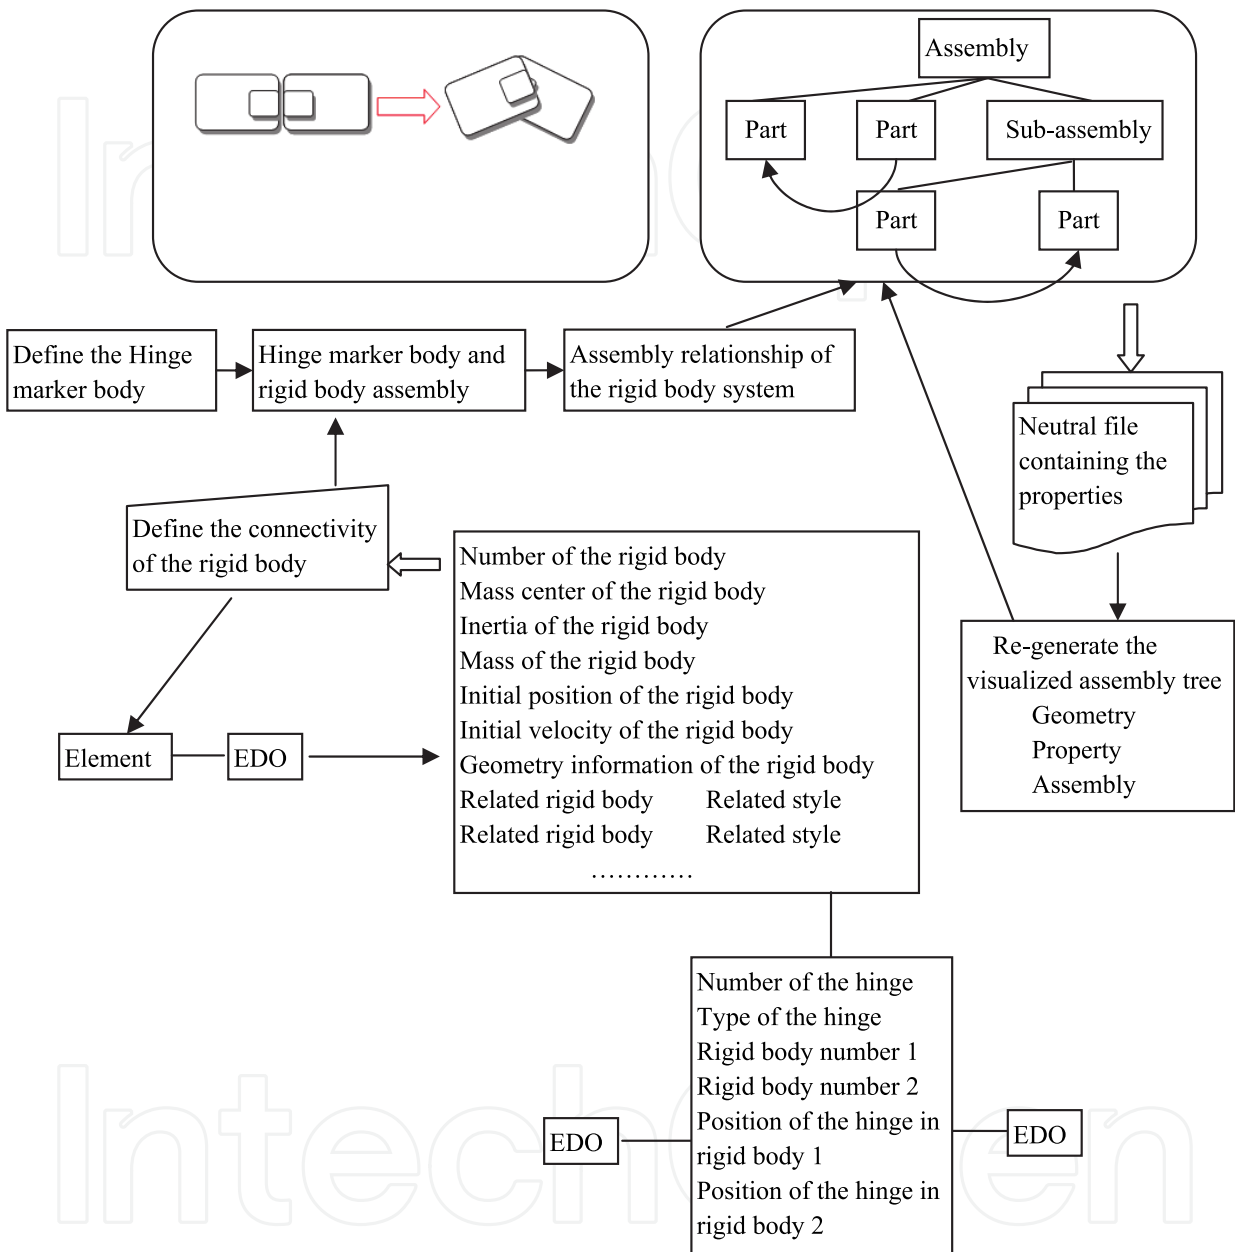 Assembly
Part
Part
Sub-assembly
Part
Part
Define the Hinge
marker body
Hinge marker body and
rigid body assembly
Assembly relationship of
the rigid body system
Neutral file
containing the
properties
Define the connectivity
of the rigid body
Number of the rigid body
Mass center of the rigid body
Inertia of the rigid body
Mass of the rigid body
Initial position of the rigid body
Initial velocity of the rigid body
Geometry information of the rigid body
Related rigid body Related style
Related rigid body Related style
…………
Re-generate the
visualized assembly tree
Geometry
Property
Assembly
Element
EDO
Number of the hinge
Type of the hinge
Rigid body number 1
Rigid body number 2
Position of the hinge in
rigid body 1
Position of the hinge in
rigid body 2
EDO
EDO
IntechOpen